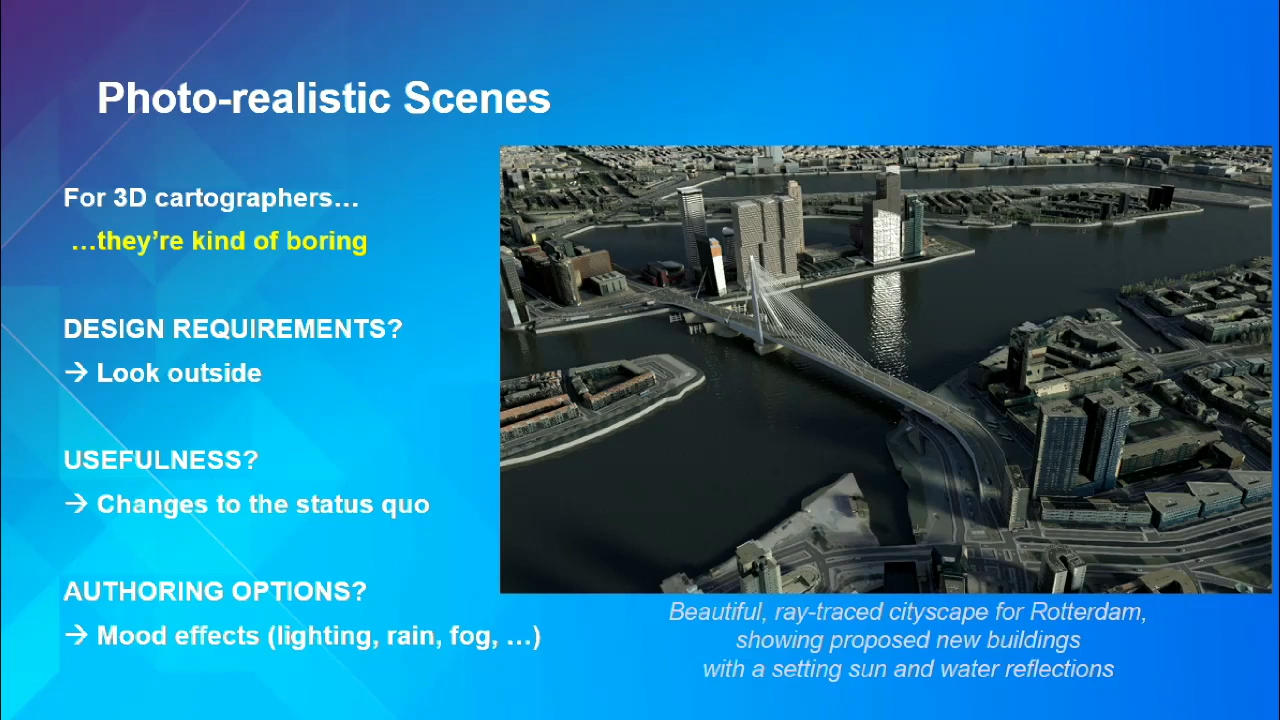 Photo-realistic Scenes
For 3D cartographers…
…they're kind of boring
DESIGN REQUIREMENTS?
→ Look outside
USEFULNESS?
→ Changes to the status quo
AUTHORING OPTIONS?
→ Mood effects (lighting, rain, fog, …)
Beautiful, ray-traced cityscape for Rotterdam,
showing proposed new buildings
with a setting sun and water reflections